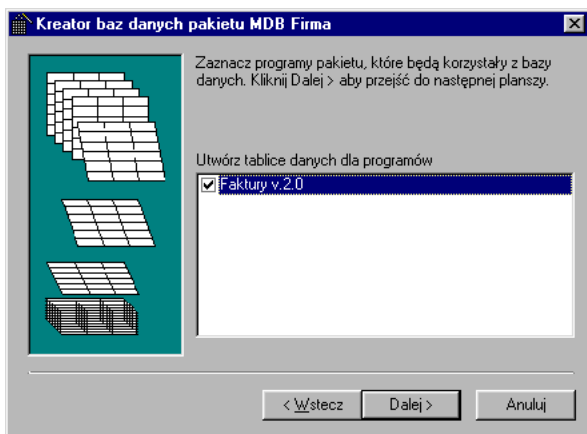 Kreator baz danych pakietu MDB Firma
Zaznacz programy pakietu, które będą korzystały z bazy
danych. Kliknij Dalej > aby przejść do następnej planszy.
Utwórz tablice danych dla programów
Faktury v.2.0
< Wstecz
Dalej >
Anuluj